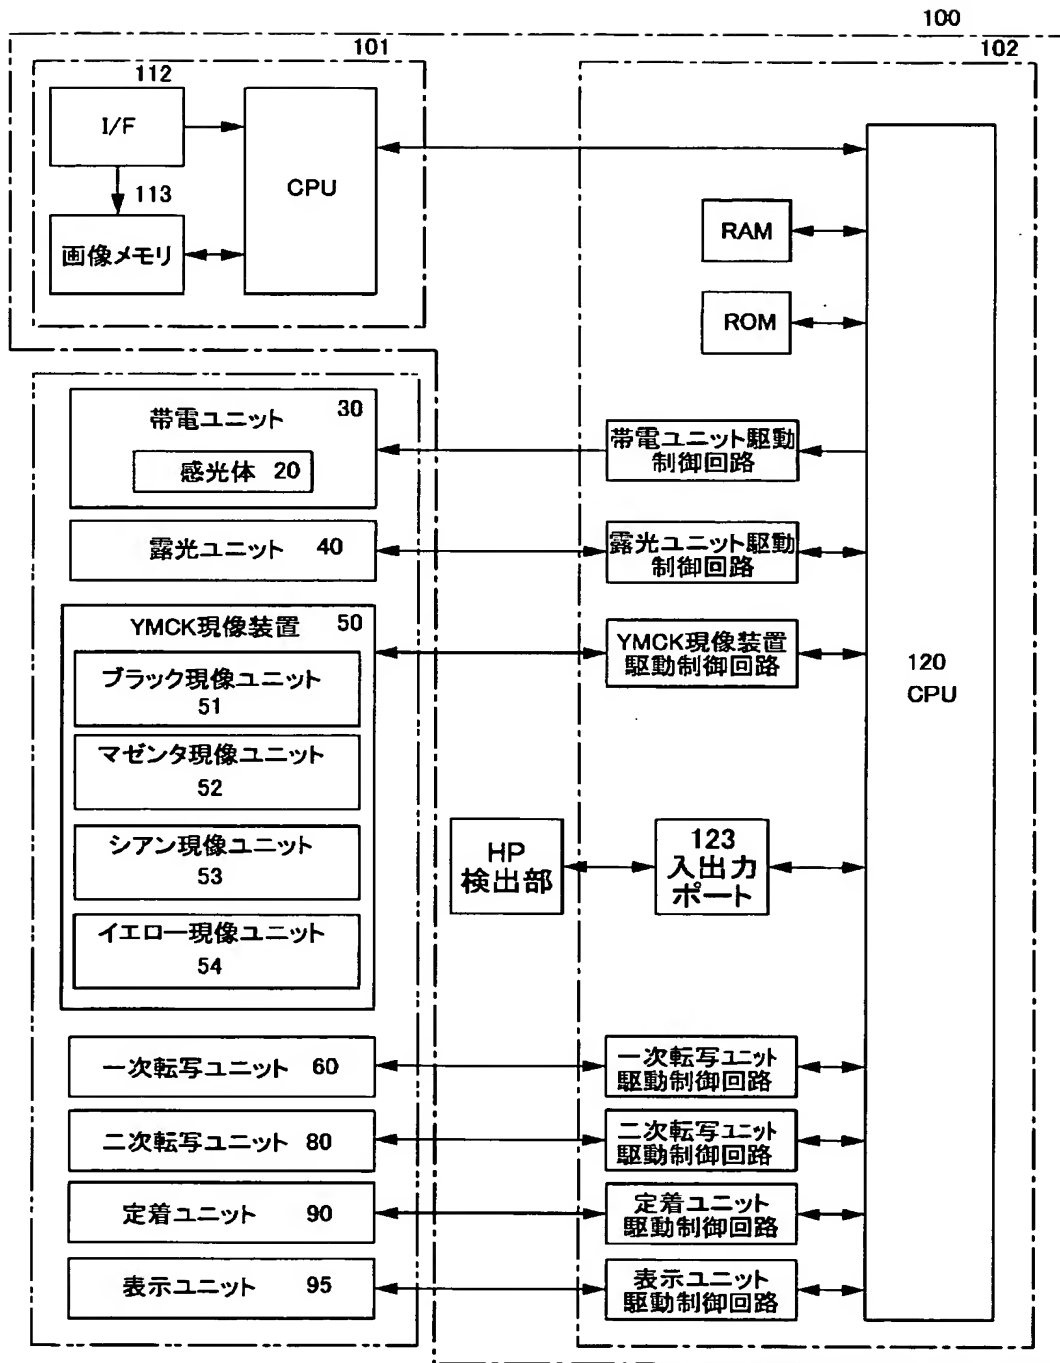 100
101
102
112
I/F
CPU
113
画像メモリ
RAM
ROM
帯電ユニット 30
感光体 20
帯電ユニット駆動
制御回路
露光ユニット 40
露光ユニット駆動
制御回路
YMCK現像装置 50
YMCK現像装置
駆動制御回路
ブラック現像ユニット
51
マゼンタ現像ユニット
52
シアン現像ユニット
53
イエロー現像ユニット
54
120
CPU
HP
検出部
123
入出力
ポート
一次転写ユニット 60
一次転写ユニット
駆動制御回路
二次転写ユニット 80
二次転写ユニット
駆動制御回路
定着ユニット 90
定着ユニット
駆動制御回路
表示ユニット 95
表示ユニット
駆動制御回路